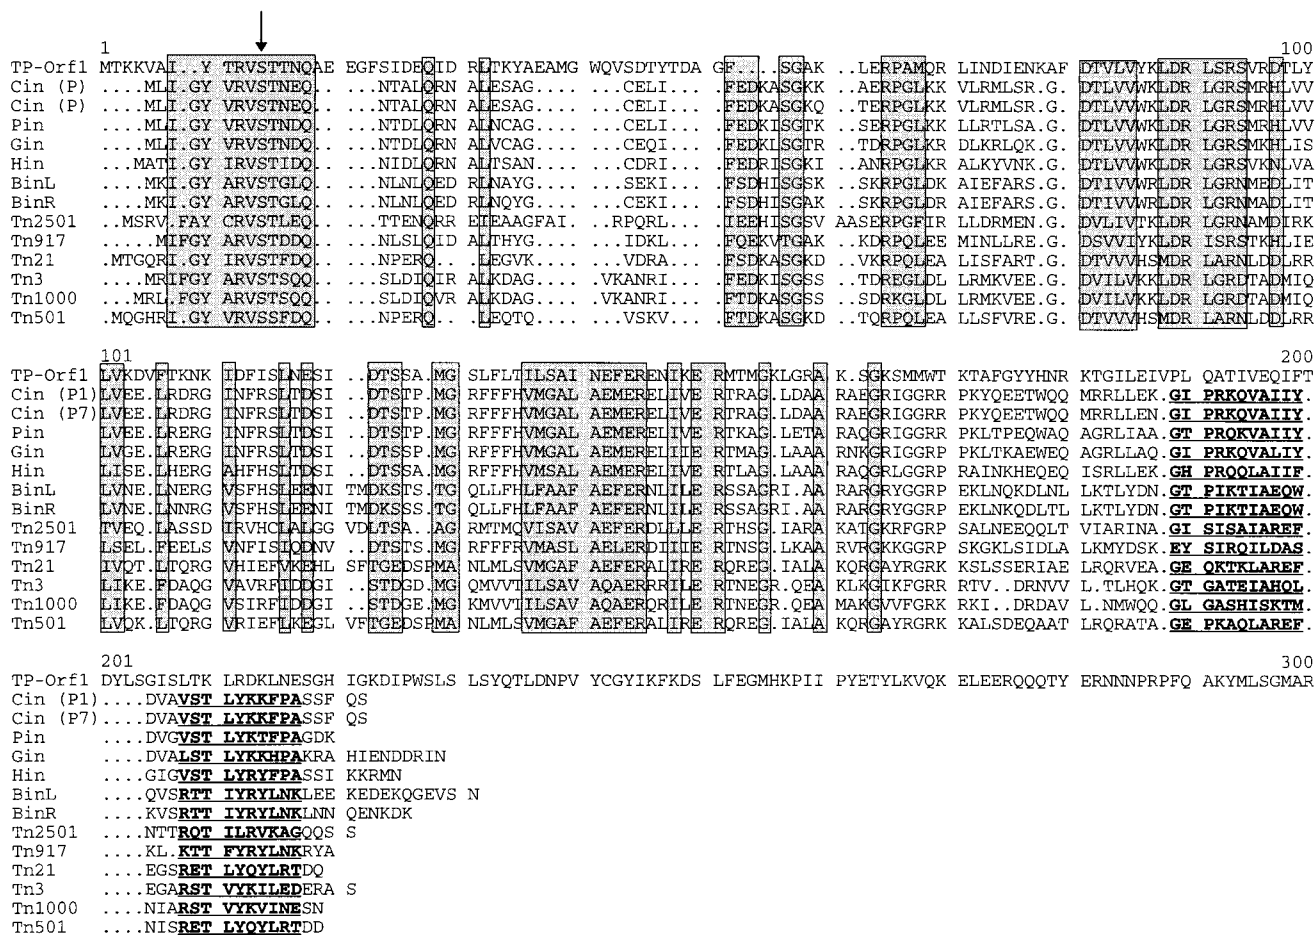 1 100
TP-Orf1 MTKKVAI..Y TRVSTTNQAE EGFSIDEQID RLTKYAEAMG WQVSDTYTDA GF...SGAK ..LERPAMQR LINDIENKAF DTVLVYKLDR LSRSVRDTLY
Cin (P) ....MLI.GY VRVSTNEQ.. ....NTALQRNALESAG... ....CELI... .FEDKASGKK ..AERPGLKK VLRMLSR.G. DTLVVWKLDR LGRSMRHLVV
Cin (P) ....MLI.GY VRVSTNEQ.. ....NTALQRN ALESAG.... ....CELI... .FEDKASGKQ ..TERPGLKK VLRMLSR.G. DTLVVWKLDR LGRSMRHLVV
Pin ....MLI.GY VRVSTNDQ.. ....NTDLQRN ALNCAG.... ....CELI... .FEDKISGTK ..SERPGLKK LLRTLSA.G. DTLVVWKLDR LGRSMRHLVV
Gin ....MLI.GY VRVSTNDQ.. ....NTDLQRN ALVCAG.... ....CEQI... .FEDKLSGTR ..TDRPGLKR DLKRLQK.G. DTLVVWKLDR LGRSMKHLIS
Hin ...MATI.GY IRVSTIDQ.. ....NIDLQRN ALTSAN.... ....CDRI... .FEDRISGKI ..ANRPGLKR ALKYVNK.G. DTLVVWKLDR LGRSVKNLVA
BinL ....MKI.GY ARVSTGLQ.. ....NLNLQED RLNAYG.... ....SEKI... .FSDHISGSK ..SKRPGLDK AIEFARS.G. DTIVVWRLDR LGRNMEDLIT
BinR ....MKI.GY ARVSTGLQ.. ....NLNLQED RLNQYG.... ....SEKI... .FSDHISGSK ..SKRPGLDR AIEFARS.G. DTIVVWRLDR LGRNMADLIT
Tn2501 ..MSRV.FAY CRVSTLEQ.. ....TTENQRR EIEAAGFAI. ..RPQRL.... .IEEHISGSV AASERPGFIR LLDRMEN.G. DVLIVTKLDR LGRNAMDIRK
Tn917 .....MIFGY ARVSTDDQ.. ....NLSLQID ALTHYG.... ....IDKL... .FQEKVTGAK ..KDRPQLEE MINLLRE.G. DSVVIYKLDR ISRSTKHLIE
Tn21 .MTGQRI.GY IRVSTFDQ.. ....NPERQ.. .LEGVK.... ....VDRA... .FSDKASGKD ..VKRPQLEA LISFART.G. DTVVVHSMDR LARNLDDLRR
Tn3 ....MRIFGY ARVSTSQQ.. ....SLDIQIR ALKDAG.... ..VKANRI... .FEDKISGSS ..TDREGLDL LRMKVEE.G. DVILVKKLDR LGRDTADMIQ
Tn1000 ...MRL.FGY ARVSTSQQ.. ....SLDIQVR ALKDAG.... ..VKANRI... .FTDKASGSS ..SDRKGLDL LRMKVEE.G. DVILVKKLDR LGRDTADMIQ
Tn501 .MQGHRI.GY VRVSSFDQ.. ....NPERQ.. .LEQTQ.... ....VSKV... .FTDKASGKD ..TQRPQLEA LLSFVREG. DTVVVHSMDR LARNLDDLRR
101 200
TP-Orf1 LVKDVFTKNK IDFISLNESI ..DTSSA.MG SLFLTILSAI NEFERENIKE RMTMGKLGRA K.SGKSMMWT KTAFGYYHNR KTGILEIVPL QATIVEQIFT
Cin (P1) LVEE.LRDRG INFRSLTDSI ..DTSTP.MG RFFFHVMGAL AEMERELIVE RTRAG.LDAA RAEGRIGGRR PKYQEETWQQ MRRLLEK.GI PRKQVAIIY.
Cin (P7) LVEE.LRDRG INFRSLTDSI ..DTSTP.MG RFFFHVMGAL AEMERELIVE RTRAG.LDAA RAEGRIGGRR PKYQEETWQQ MRRLLEN.GI PRKQVAIIY.
Pin LVEE.LRERG INFRSLTDSI ..DTSTP.MG RFFFHVMGAL AEMERELIVE RTKAG.LETA RAQGRIGGRR PKLTPEQWAQ AGRLIAA.GT PRQKVAIIY.
Gin LVGE.LRERG INFRSLTDSI ..DTSSP.MG RFFFHVMGAL AEMERELIIE RTMAG.LAAA RNKGRIGGRR PKLTKAEWEQ AGRLLAQ.GI PRKQVALIY.
Hin LISE.LHERG AHFHSLTDSI ..DTSSA.MG RFFFHVMSAL AEMERELIVE RTLAG.LAAA RAQGRLGGRR PRAINKHEQEQ ISRLLEK.GH PRQQLAIIF.
BinL LVNE.LNNERG VSFHSLEENI TMDKSTS.TG QLLFHLFAAF AEFERNLILE RSSAGRI.AA RARGRYGGRP EKLNQKDLNL LKTLYDN.GT PIKTIAEQW.
BinR LVNE.LNNRG VSFHSLEENI TMDKSSS.TG QLLFHLFAAF AEFERNLILE RSSAGRI.AA RARGRYGGRP EKLNKQDLTL LKTLYDN.GT PIKTIAEQW.
Tn2501 TVEQ.LASSD IRVHCLALGG VDLTSA..AG RMTMQVISAV AEFERDLLLE RTHSG.IARA KATGKRFGRP SALNEEQQLT VIARINA.GI SISAIAREF.
Tn917 LSEL.FEELS VNFISIQDNV ..DTSTS.MG RFFFRVMASL AELERDIIIE RTNSG.LKAA RVRGKKGGRP SKGKLSIDLA LKMYDSK.EY SIRQILDAS.
Tn21 IVQT.LTQRG VHIEFVKEHL SFTGEDSPMA NLMLSVMGAF AEFERALIRE RQREG.IALA KQRGAYRGRK KSLSSERIAE LRQRVEA.GE QKTKLAREF.
Tn3 LIKE.FDAQG VAVRFIDDGI ..STDGD.MG QMVVTILSAV AQAERRRILE RTNEGR.QEA KLKGIKFGRR RTV..DRNVV L.TLHQK.GT GATEIAHQL.
Tn1000 LIKE.FDAQG VSIRFIDDGI ..STDGE.MG KMVVTILSAV AQAERQRILE RTNEGR.QEA MAKGVVFGRK RKI.DRDAV L.NMWQQ.GL GASHISKTM.
Tn501 LVQK.LTQRG VRIEFLKEGL VFTGEDSPMA NLMLSVMGAF AEFERALIRE RQREG.IALA KQRGAYRGRK KALSDEQAAT LRQRATA.GE PKAQLAREF.
201 300
TP-Orf1 DYLSGISLTK LRDKLNESGH IGKDIPWSLS LSYQTLDNPV YCGYIKFKDS LFEGMHKPII PYETYLKVQK ELEERQQQTY ERNNNPRPFQ AKYMLSGMAR
Cin (P1) ....DVAVST LYKKFPASSF QS
Cin (P7) ....DVAVST LYKKFPASSF QS
Pin ....DVGVST LYKTFPAGDK
Gin ....DVALST LYKKHPAKRA HIENDDRIN
Hin ....GIGVST LYRYFPASSI KKRMN
BinL ....QVSRTT IYRYLNKLEE KEDEKQGEVS N
BinR ....KVSRTT IYRYLNKLNN QENKDK
Tn2501 ....NTTRQT ILRVKAGQQS S
Tn917 ....KL.KTT FYRYLNKRYA
Tn21 ....EGSRET LYQYLRTDQ
Tn3 ....EGARST VYKILEDERA S
Tn1000 ....NIARST VYKVINESN
Tn501 ....NISRET LYQYLRTDD